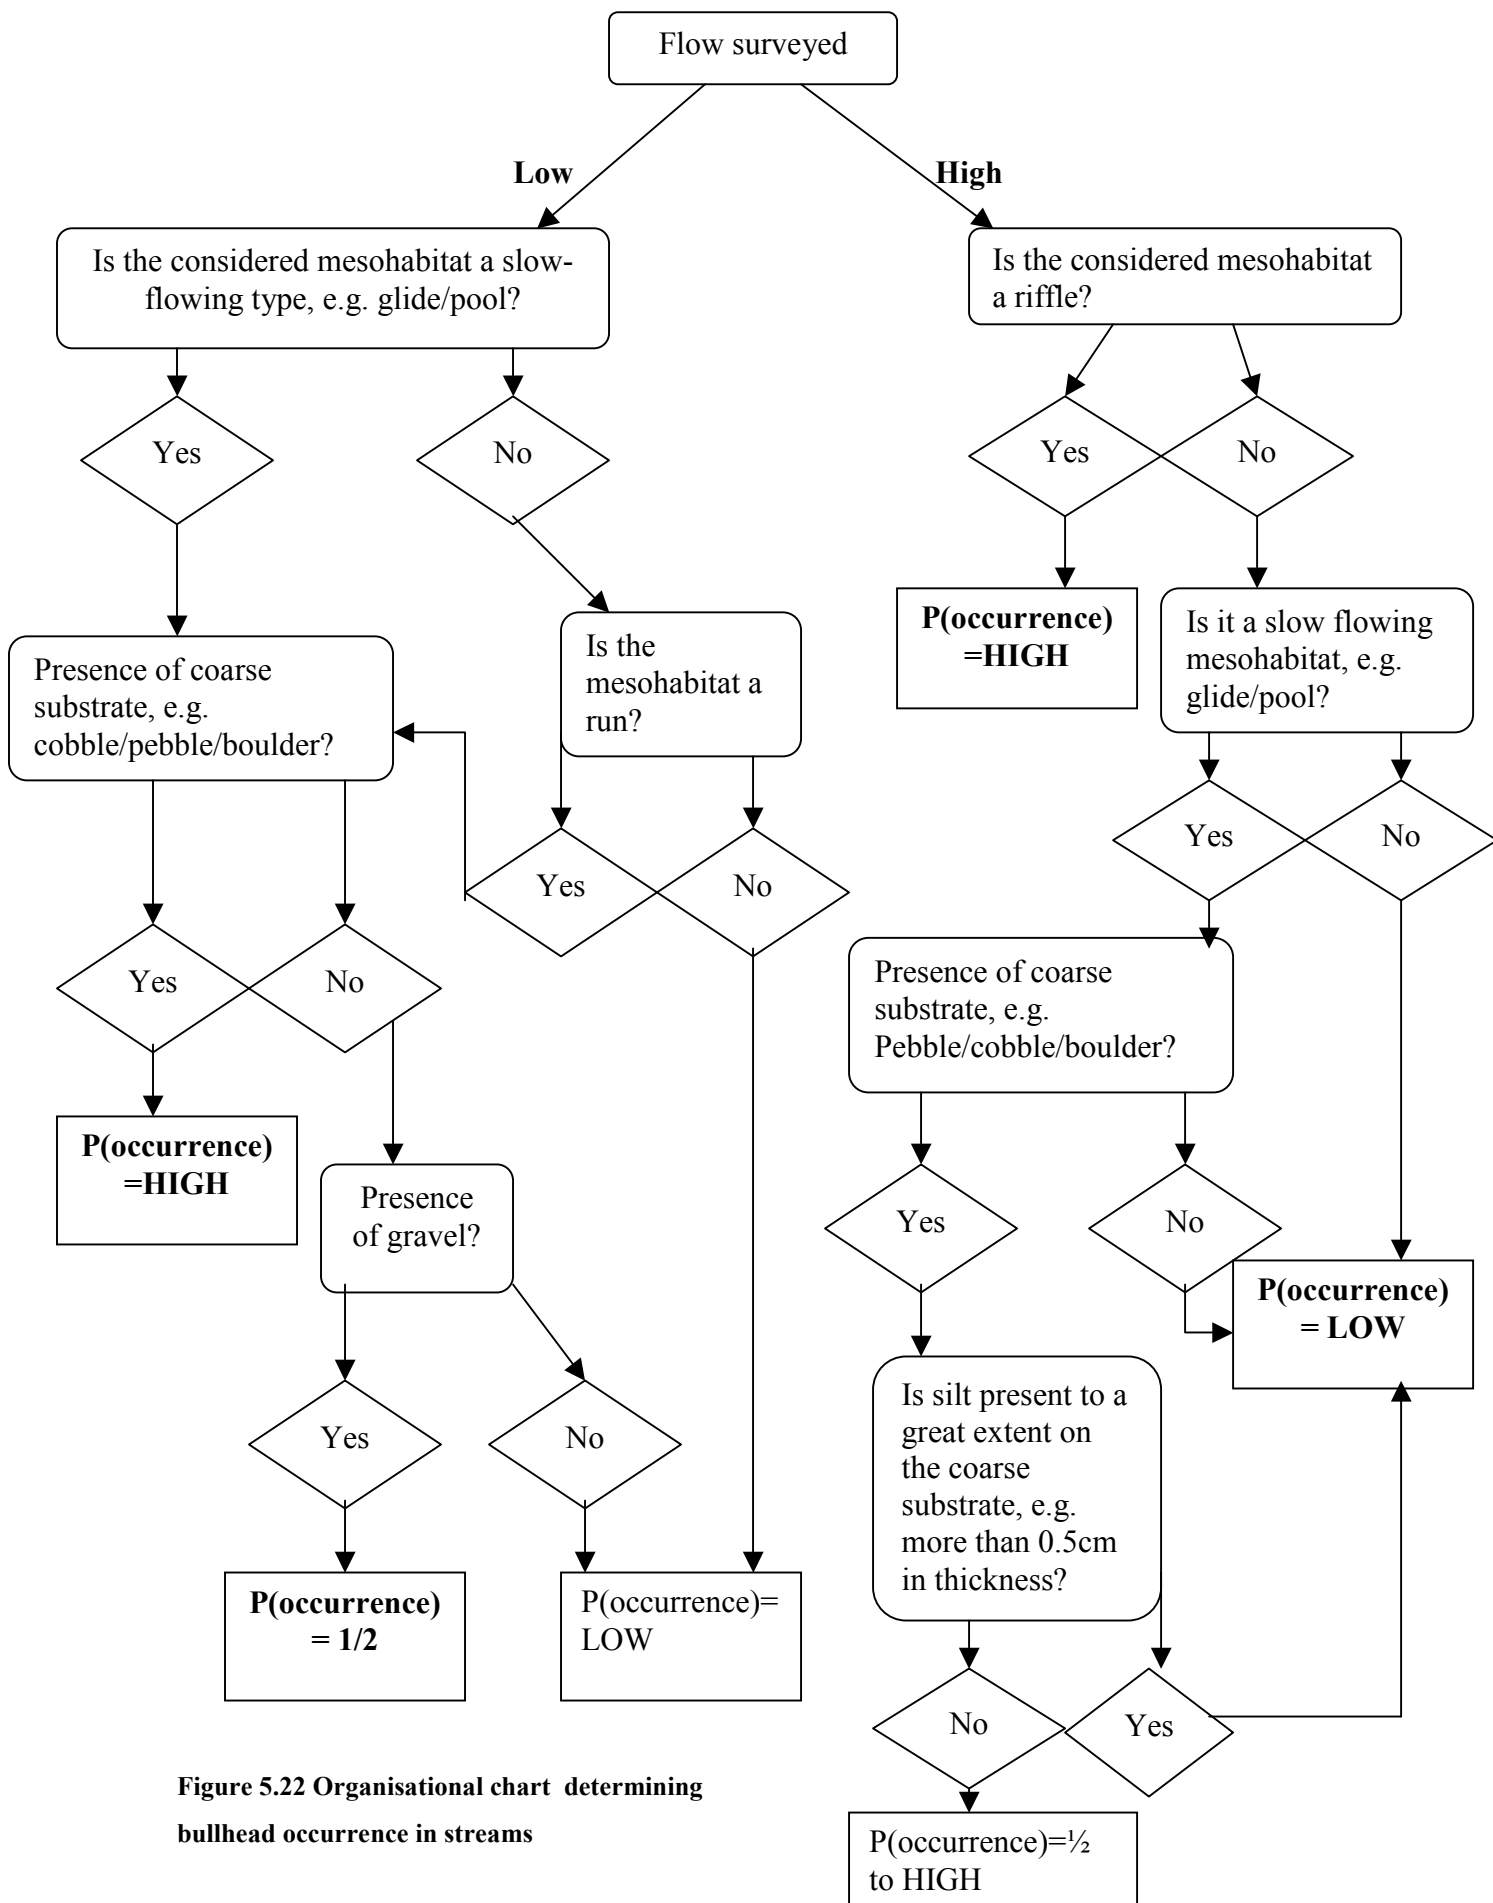 Flow surveyed
Low
High
Is the considered mesohabitat a slow-
flowing type, e.g. glide/pool?
Is the considered mesohabitat
a riffle?
Yes
No
Yes
No
P(occurrence)
=HIGH
Is it a slow flowing
mesohabitat, e.g.
glide/pool?
Is the
mesohabitat a
run?
Presence of coarse
substrate, e.g.
cobble/pebble/boulder?
Yes
No
Yes
No
Yes
No
Presence of coarse
substrate, e.g.
Pebble/cobble/boulder?
P(occurrence)
=HIGH
Presence
of gravel?
Yes
No
P(occurrence)
= LOW
Is silt present to a
great extent on
the coarse
substrate, e.g.
more than 0.5cm
in thickness?
Yes
No
P(occurrence)
= 1/2
P(occurrence)=
LOW
No
Yes
P(occurrence)=½
to HIGH
Figure 5.22 Organisational chart  determining
bullhead occurrence in streams